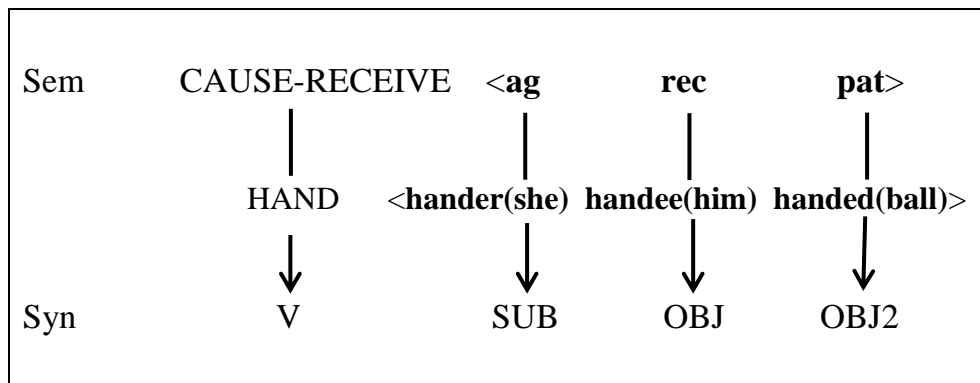 Sem CAUSE-RECEIVE <ag rec pat>
HAND <hander(she) handee(him) handed(ball)>
Syn V SUB OBJ OBJ2